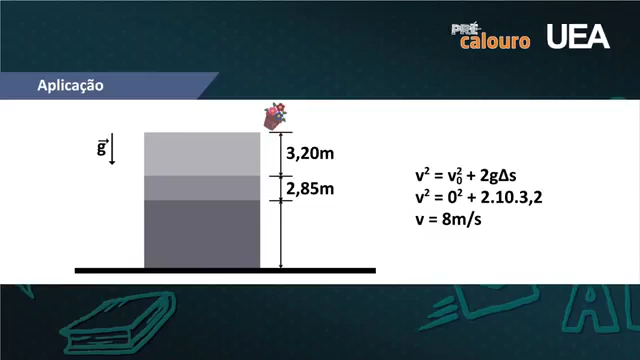 PRÉ-
calouro UEA
Aplicação
g
3,20m
2,85m
v² = v₀² + 2gΔs
v² = 0² + 2.10.3,2
v = 8m/s